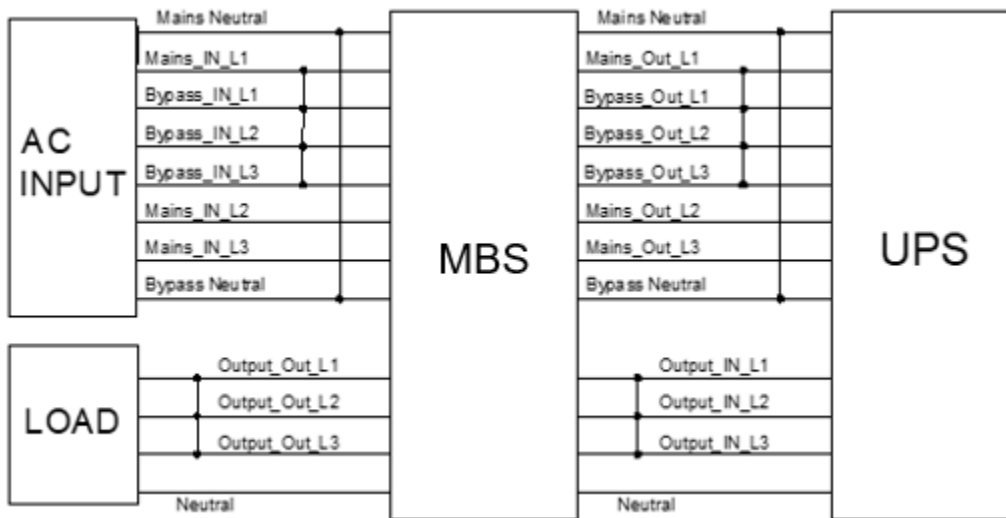 Mains Neutral
Mains_IN_L1
Bypass_IN_L1
Bypass_IN_L2
Bypass_IN_L3
Mains_IN_L2
Mains_IN_L3
Bypass Neutral
AC
INPUT
MBS
Mains Neutral
Mains_Out_L1
Bypass_Out_L1
Bypass_Out_L2
Bypass_Out_L3
Mains_Out_L2
Mains_Out_L3
Bypass Neutral
UPS
LOAD
Output_Out_L1
Output_Out_L2
Output_Out_L3
Neutral
Output_IN_L1
Output_IN_L2
Output_IN_L3
Neutral